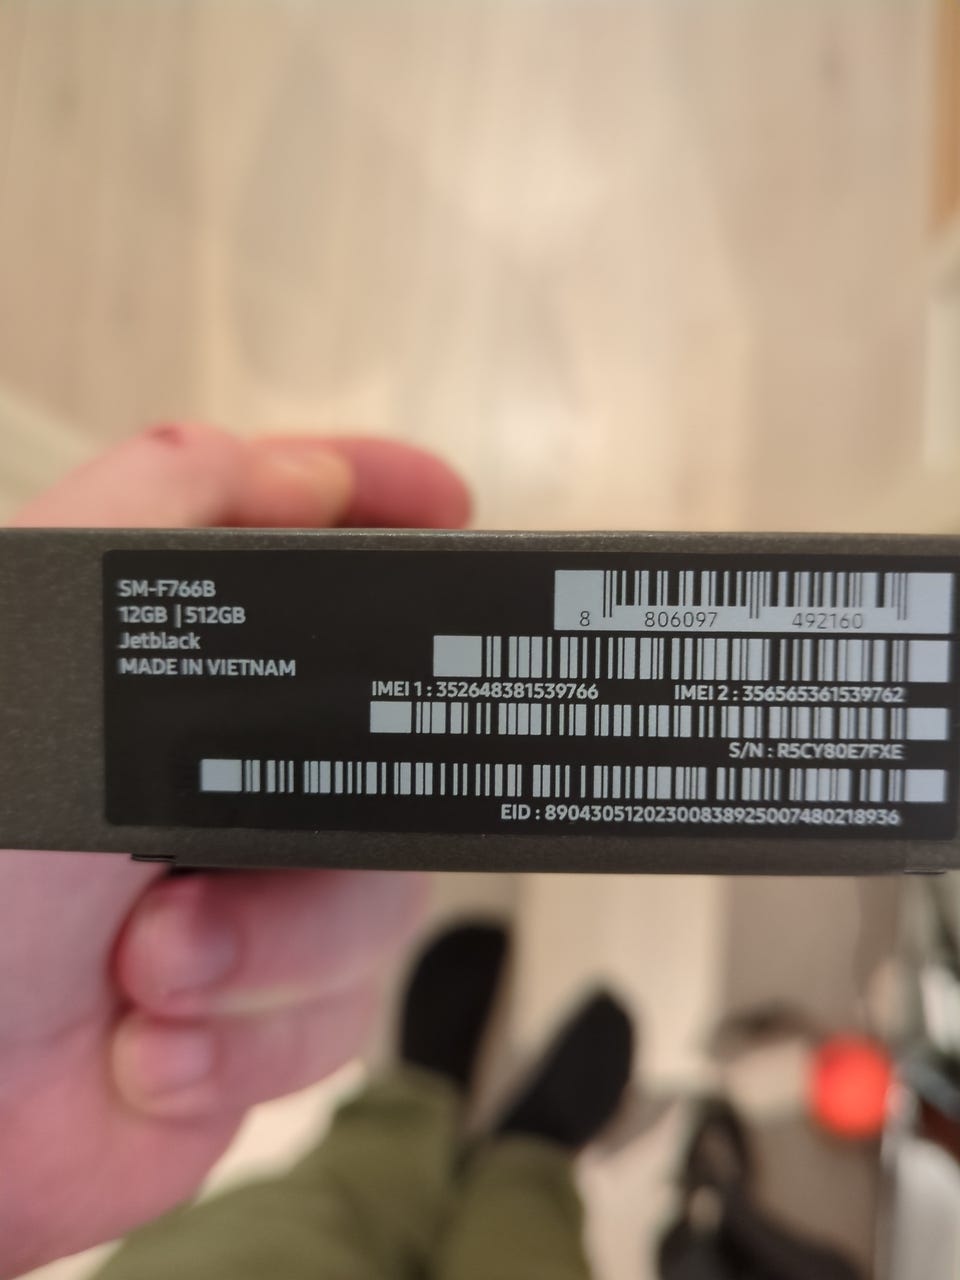 SM-F766B
12GB | 512GB
Jetblack
MADE IN VIETNAM
8 806097 492160
IMEI 1 : 352648381539766 IMEI 2 : 356565361539762
S/N : R5CY80E7FXE
EID : 89043051202300838925007480218936